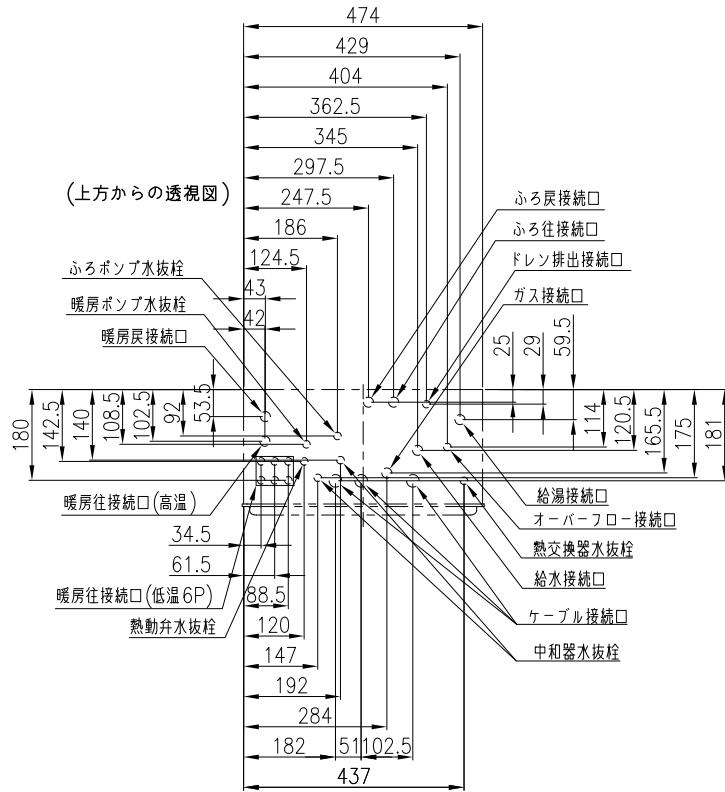 474
429
404
362.5
345
297.5
(上方からの透視図)
247.5
ふろ戻接続口
186
ふろ往接続口
124.5
ドレン排出接続口
ふろポンプ水抜栓
43
ガス接続口
暖房ポンプ水抜栓
42
暖房戻接続口
25
29
59.5
180
142.5
140
108.5
102.5
92
53.5
114
120.5
165.5
175
181
暖房往接続口(高温)
給湯接続口
オーバーフロー接続口
34.5
熱交換器水抜栓
61.5
給水接続口
暖房往接続口(低温6P)
88.5
ケーブル接続口
熱動弁水抜栓
120
中和器水抜栓
147
192
284
182
51
102.5
437